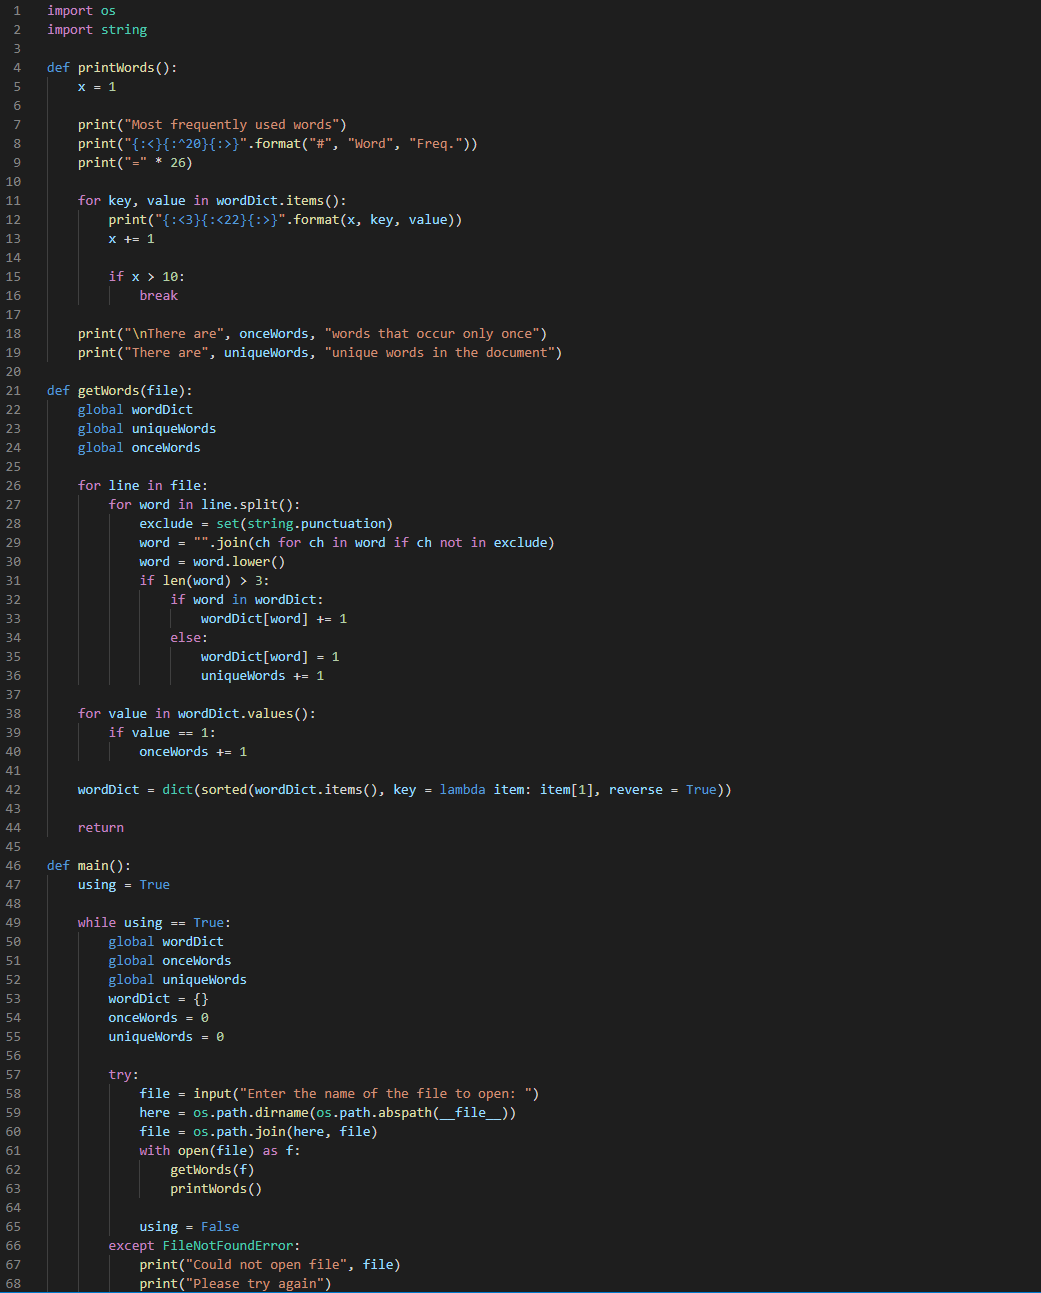 1 import os
2 import string
3
4 def printWords():
5     x = 1
6
7     print("Most frequently used words")
8     print("{:<}{:^20}{:>}".format("#", "Word", "Freq."))
9     print("=" * 26)
10
11     for key, value in wordDict.items():
12         print("{:<3}{:<22}{:>}".format(x, key, value))
13         x += 1
14
15         if x > 10:
16             break
17
18     print("\nThere are", onceWords, "words that occur only once")
19     print("There are", uniqueWords, "unique words in the document")
20
21 def getWords(file):
22     global wordDict
23     global uniqueWords
24     global onceWords
25
26     for line in file:
27         for word in line.split():
28             exclude = set(string.punctuation)
29             word = "".join(ch for ch in word if ch not in exclude)
30             word = word.lower()
31             if len(word) > 3:
32                 if word in wordDict:
33                     wordDict[word] += 1
34                 else:
35                     wordDict[word] = 1
36                     uniqueWords += 1
37
38     for value in wordDict.values():
39         if value == 1:
40             onceWords += 1
41
42     wordDict = dict(sorted(wordDict.items(), key = lambda item: item[1], reverse = True))
43
44     return
45
46 def main():
47     using = True
48
49     while using == True:
50         global wordDict
51         global onceWords
52         global uniqueWords
53         wordDict = {}
54         onceWords = 0
55         uniqueWords = 0
56
57         try:
58             file = input("Enter the name of the file to open: ")
59             here = os.path.dirname(os.path.abspath(__file__))
60             file = os.path.join(here, file)
61             with open(file) as f:
62                 getWords(f)
63                 printWords()
64
65             using = False
66         except FileNotFoundError:
67             print("Could not open file", file)
68             print("Please try again")